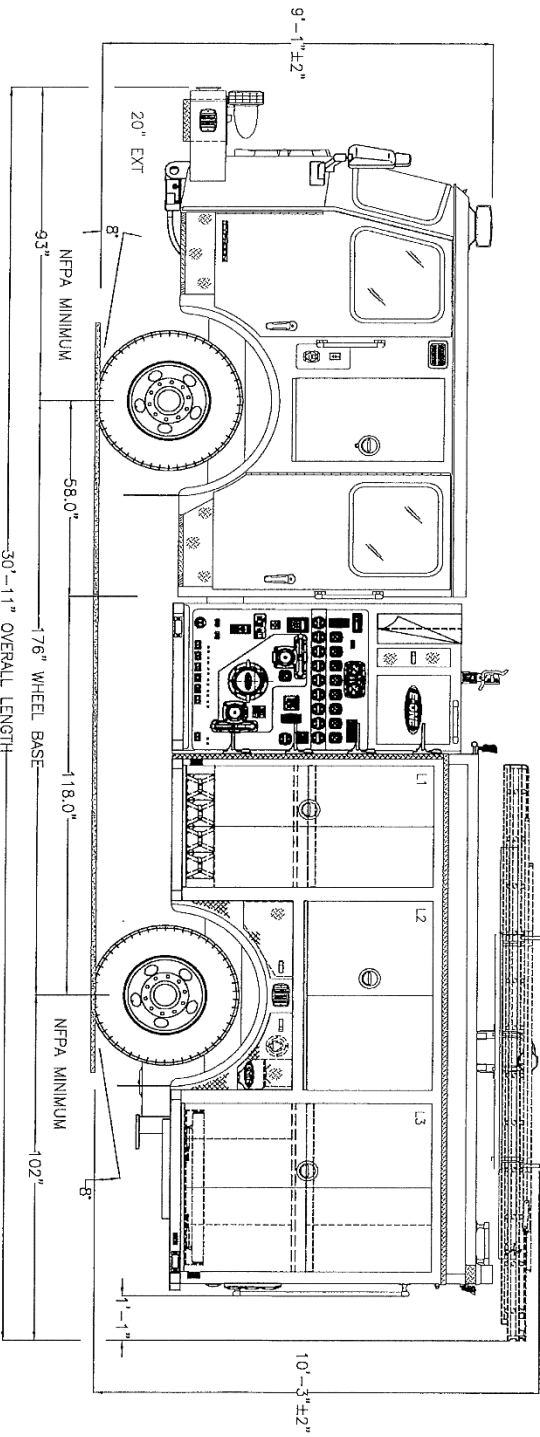 9'-1"±2"
20" EXT
8°
NFPA MINIMUM
93"
58.0"
176" WHEEL BASE
30'-11" OVERALL LENGTH
118.0"
E-ONE
L1
L2
L3
NFPA MINIMUM
8°
102"
1'-1"
10'-3"±2"